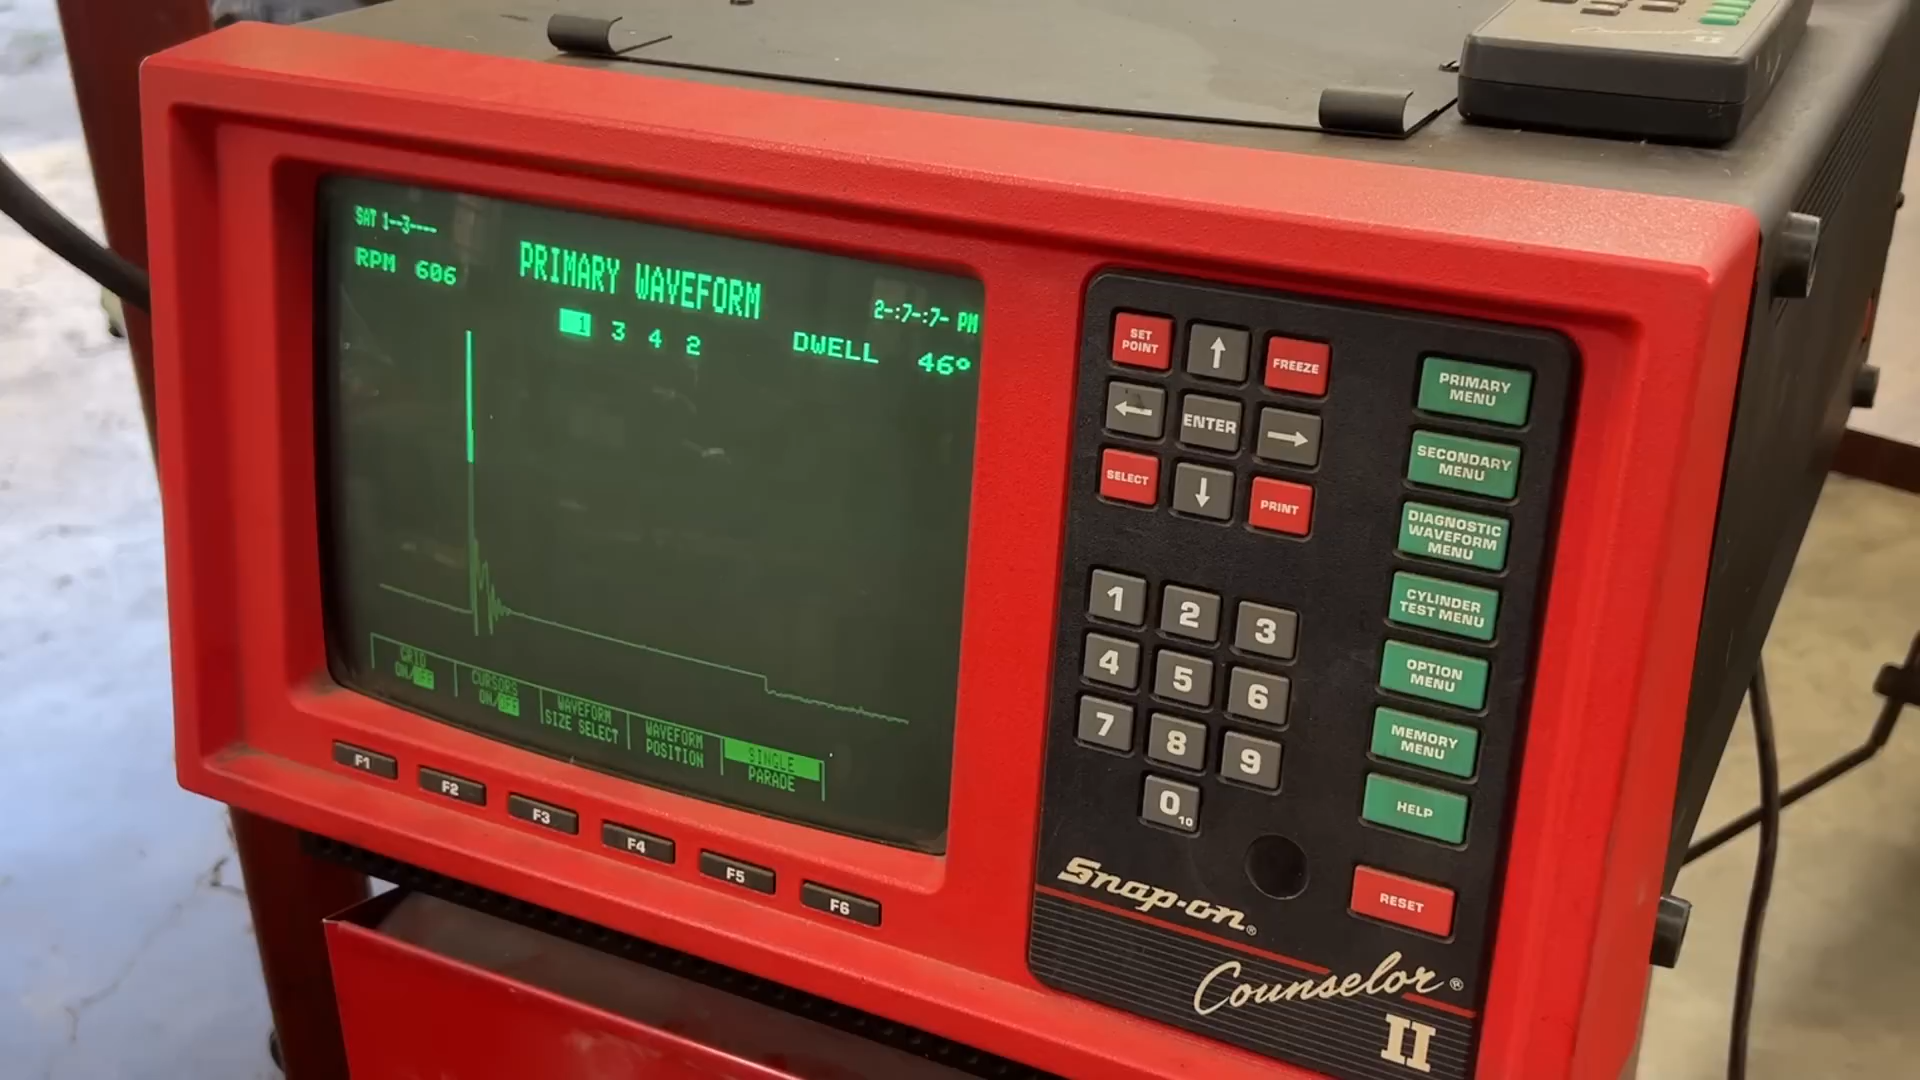 SAT 1--3----
RPM 606
PRIMARY WAVEFORM
2-:7-:7- PM
1 3 4 2
DWELL 46°
GRID
ON/OFF
CURSORS
ON/OFF
WAVEFORM
SIZE SELECT
WAVEFORM
POSITION
SINGLE
PARADE
F1 F2 F3 F4 F5 F6
SET
POINT
FREEZE
ENTER
SELECT
PRINT
1 2 3
4 5 6
7 8 9
0 10
PRIMARY
MENU
SECONDARY
MENU
DIAGNOSTIC
WAVEFORM
MENU
CYLINDER
TEST MENU
OPTION
MENU
MEMORY
MENU
HELP
RESET
Snap-on®
Counselor®
II
Counselor
II